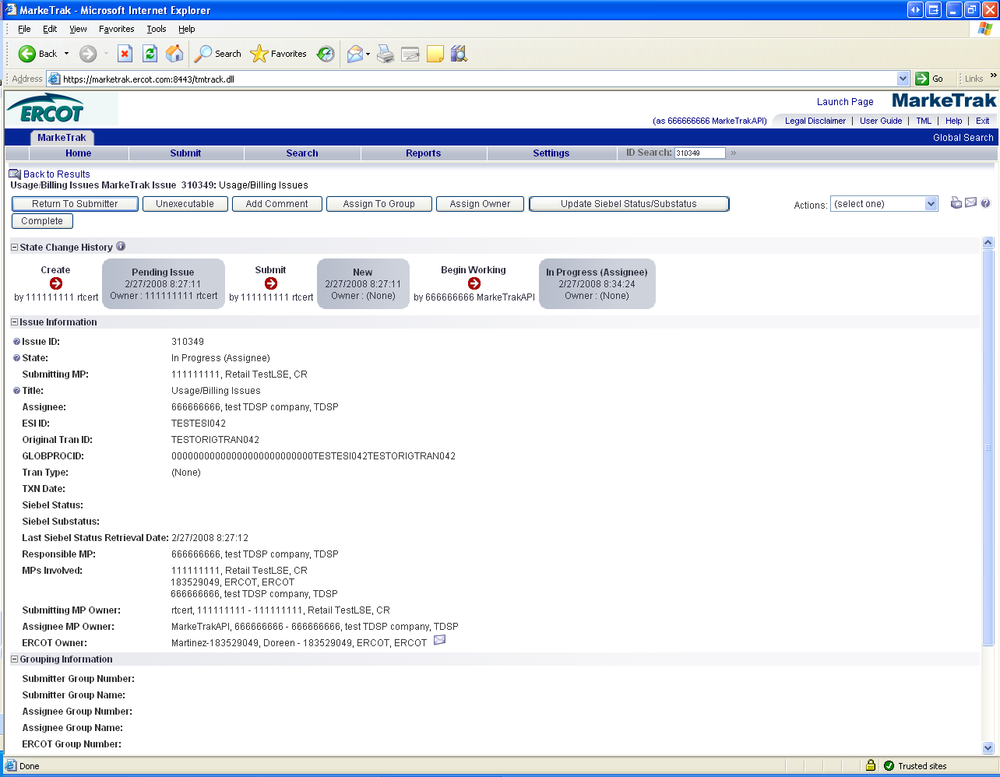 MarkeTrak - Microsoft Internet Explorer
File Edit View Favorites Tools Help
Back Search Favorites
Address https://marketrak.ercot.com:8443/tmtrack.dll Go Links »
ERCOT
Launch Page MarkeTrak
(as 666666666 MarkeTrakAPI) Legal Disclaimer | User Guide | TML | Help | Exit
MarkeTrak Global Search
Home Submit Search Reports Settings ID Search: 310349 »
Back to Results
Usage/Billing Issues MarkeTrak Issue 310349: Usage/Billing Issues
Return To Submitter Unexecutable Add Comment Assign To Group Assign Owner Update Siebel Status/Substatus Actions: (select one)
Complete
State Change History
Create Pending Issue Submit New Begin Working In Progress (Assignee)
2/27/2008 8:27:11 2/27/2008 8:27:11 2/27/2008 8:34:24
by 111111111 rtcert Owner : 111111111 rtcert by 111111111 rtcert Owner : (None) by 666666666 MarkeTrakAPI Owner : (None)
Issue Information
Issue ID: 310349
State: In Progress (Assignee)
Submitting MP: 111111111, Retail TestLSE, CR
Title: Usage/Billing Issues
Assignee: 666666666, test TDSP company, TDSP
ESI ID: TESTESI042
Original Tran ID: TESTORIGTRAN042
GLOBPROCID: 00000000000000000000000000TESTESI042TESTORIGTRAN042
Tran Type: (None)
TXN Date:
Siebel Status:
Siebel Substatus:
Last Siebel Status Retrieval Date: 2/27/2008 8:27:12
Responsible MP: 666666666, test TDSP company, TDSP
MPs Involved: 111111111, Retail TestLSE, CR
183529049, ERCOT, ERCOT
666666666, test TDSP company, TDSP
Submitting MP Owner: rtcert, 111111111 - 111111111, Retail TestLSE, CR
Assignee MP Owner: MarkeTrakAPI, 666666666 - 666666666, test TDSP company, TDSP
ERCOT Owner: Martinez-183529049, Doreen - 183529049, ERCOT, ERCOT
Grouping Information
Submitter Group Number:
Submitter Group Name:
Assignee Group Number:
Assignee Group Name:
ERCOT Group Number:
Done Trusted sites